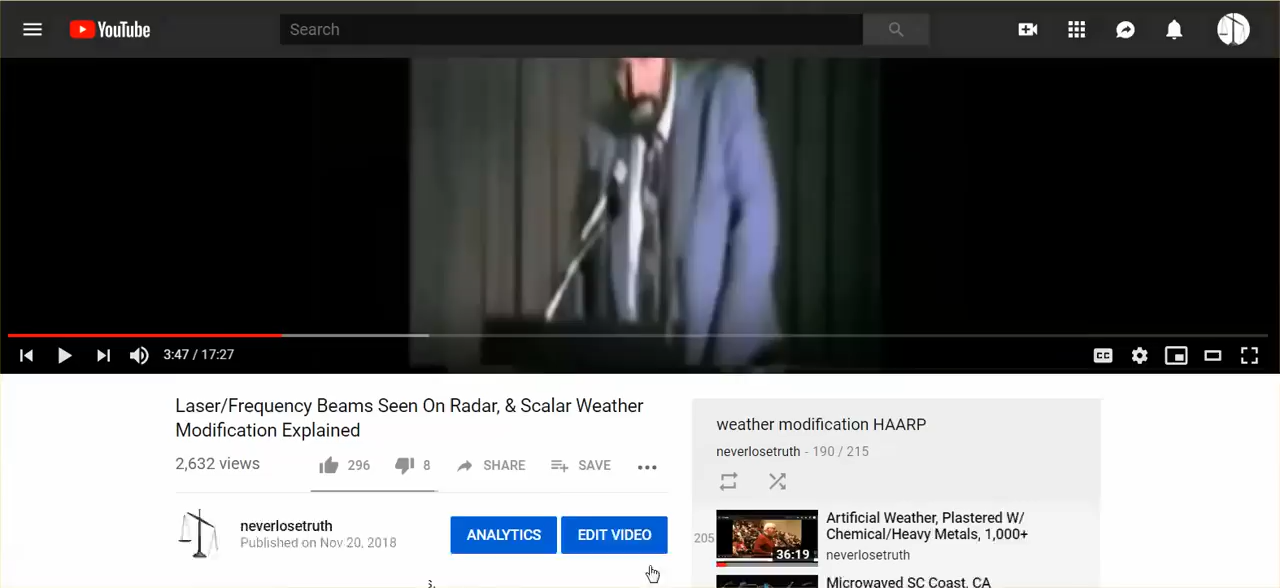 YouTube
Search
3:47 / 17:27
CC
Laser/Frequency Beams Seen On Radar, & Scalar Weather
Modification Explained
2,632 views
296
8
SHARE
SAVE
neverlosetruth
Published on Nov 20, 2018
ANALYTICS
EDIT VIDEO
s.
weather modification HAARP
neverlosetruth - 190 / 215
205
36:19
Artificial Weather, Plastered W/
Chemical/Heavy Metals, 1,000+
neverlosetruth
Microwaved SC Coast, CA